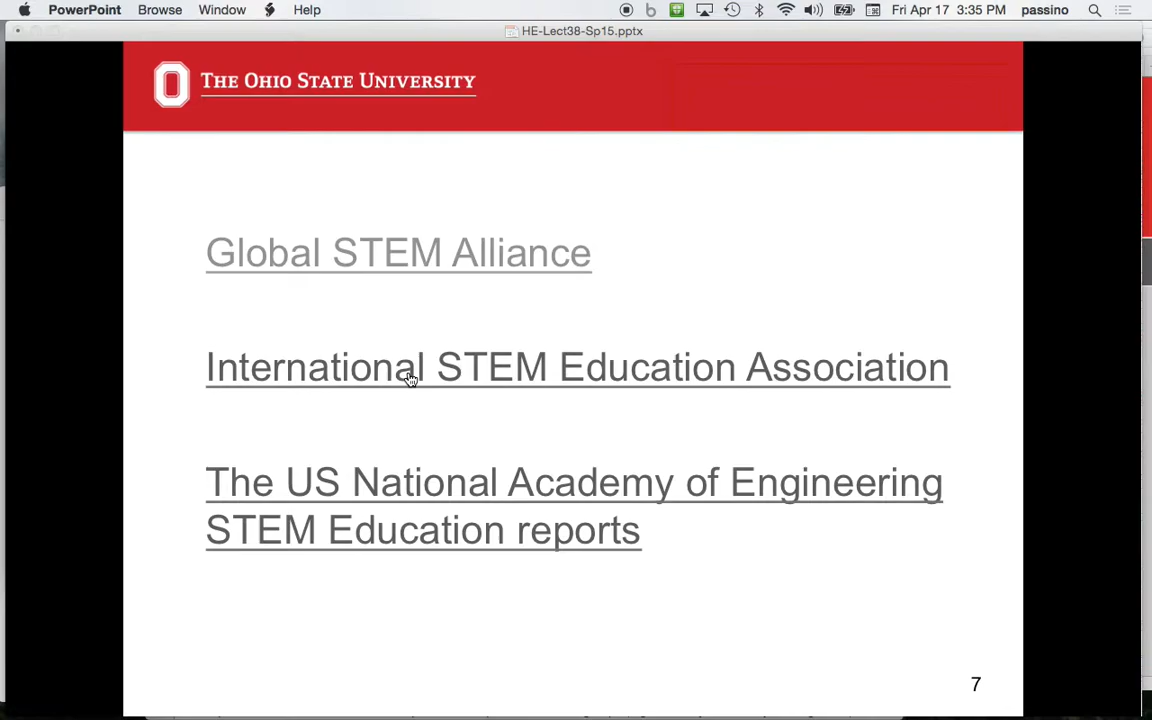 PowerPoint Browse Window Help Fri Apr 17 3:35 PM passino
HE-Lect38-Sp15.pptx
THE OHIO STATE UNIVERSITY
Global STEM Alliance
International STEM Education Association
The US National Academy of Engineering
STEM Education reports
7